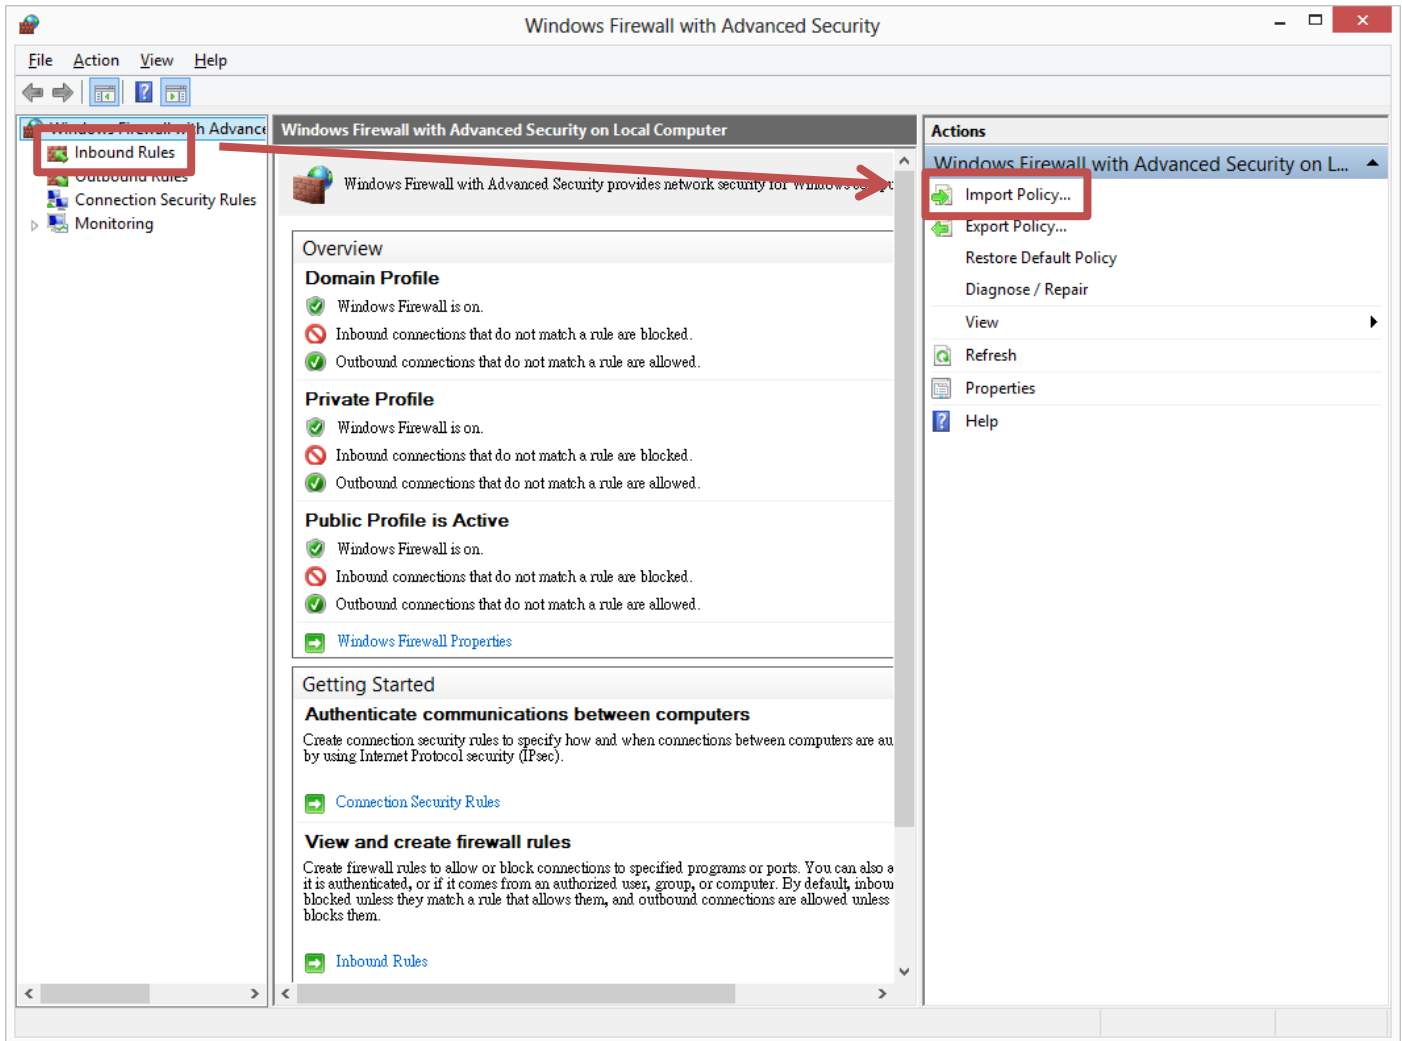 Windows Firewall with Advanced Security
File Action View Help
Windows Firewall with Advance
Inbound Rules
Outbound Rules
Connection Security Rules
Monitoring
Windows Firewall with Advanced Security on Local Computer
Windows Firewall with Advanced Security provides network security for Windows compu
Overview
Domain Profile
Windows Firewall is on.
Inbound connections that do not match a rule are blocked.
Outbound connections that do not match a rule are allowed.
Private Profile
Windows Firewall is on.
Inbound connections that do not match a rule are blocked.
Outbound connections that do not match a rule are allowed.
Public Profile is Active
Windows Firewall is on.
Inbound connections that do not match a rule are blocked.
Outbound connections that do not match a rule are allowed.
Windows Firewall Properties
Getting Started
Authenticate communications between computers
Create connection security rules to specify how and when connections between computers are au
by using Internet Protocol security (IPsec).
Connection Security Rules
View and create firewall rules
Create firewall rules to allow or block connections to specified programs or ports. You can also a
it is authenticated, or if it comes from an authorized user, group, or computer. By default, inboun
blocked unless they match a rule that allows them, and outbound connections are allowed unless
blocks them.
Inbound Rules
Actions
Windows Firewall with Advanced Security on L...
Import Policy...
Export Policy...
Restore Default Policy
Diagnose / Repair
View
Refresh
Properties
Help